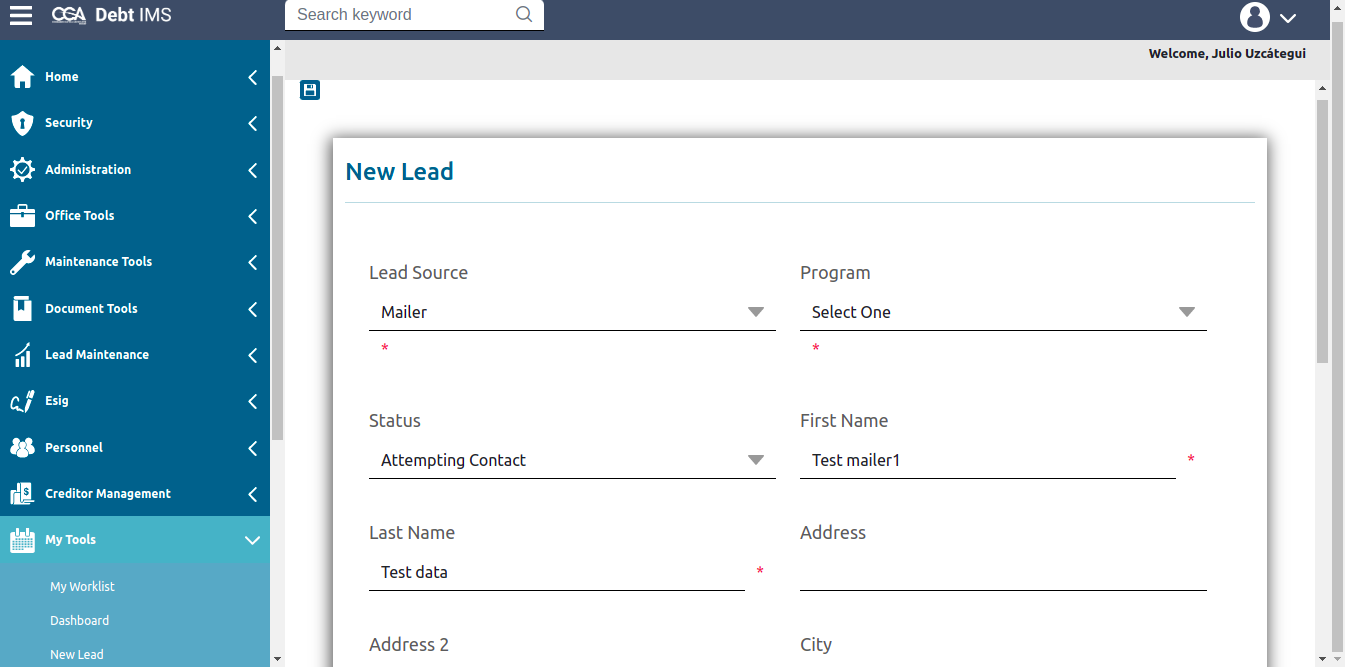 CGA Debt IMS
Search keyword
Welcome, Julio Uzcátegui
Home
Security
Administration
Office Tools
Maintenance Tools
Document Tools
Lead Maintenance
Esig
Personnel
Creditor Management
My Tools
My Worklist
Dashboard
New Lead
New Lead
Lead Source
Program
Mailer
Select One
*
*
Status
First Name
Attempting Contact
Test mailer1 *
Last Name
Address
Test data *
Address 2
City